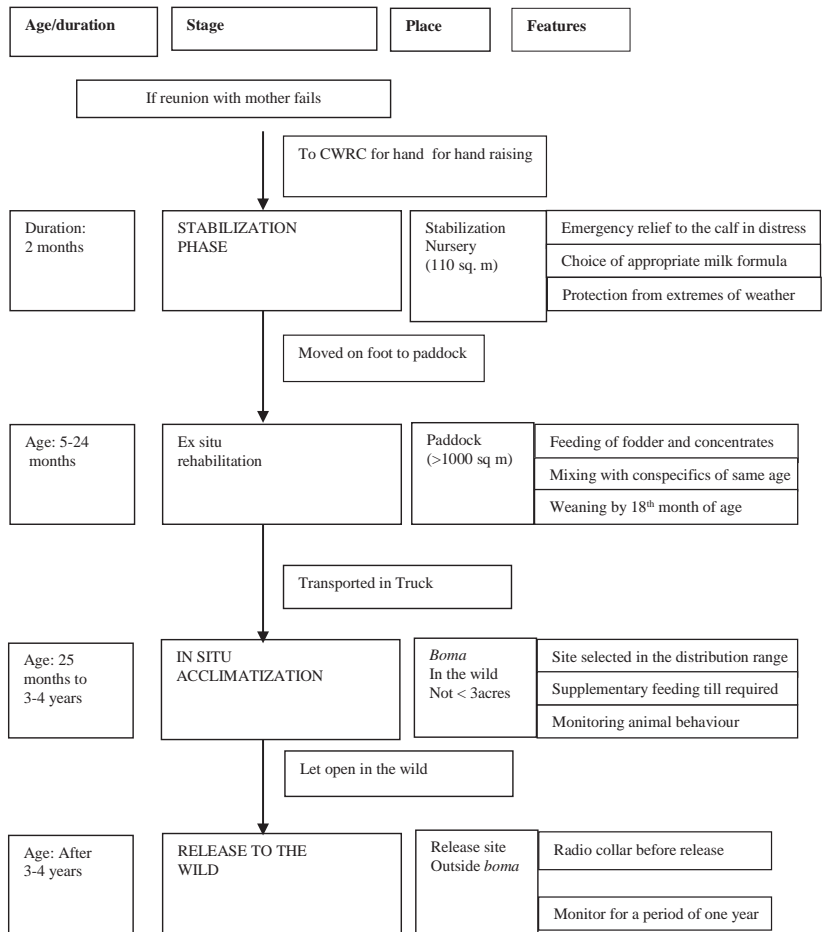 Age/duration
Stage
Place
Features
If reunion with mother fails
To CWRC for hand for hand raising
Duration:
2 months
STABILIZATION
PHASE
Stabilization
Nursery
(110 sq. m)
Emergency relief to the calf in distress
Choice of appropriate milk formula
Protection from extremes of weather
Moved on foot to paddock
Age: 5-24
months
Ex situ
rehabilitation
Paddock
(>1000 sq m)
Feeding of fodder and concentrates
Mixing with conspecifics of same age
Weaning by 18th month of age
Transported in Truck
Age: 25
months to
3-4 years
IN SITU
ACCLIMATIZATION
Boma
In the wild
Not < 3acres
Site selected in the distribution range
Supplementary feeding till required
Monitoring animal behaviour
Let open in the wild
Age: After
3-4 years
RELEASE TO THE
WILD
Release site
Outside boma
Radio collar before release
Monitor for a period of one year